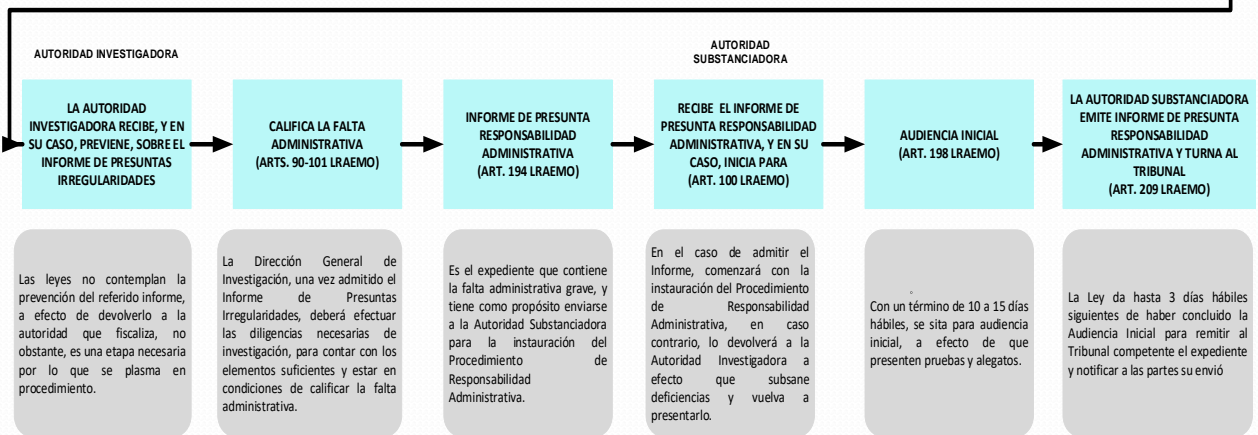 AUTORIDAD INVESTIGADORA
LA AUTORIDAD
INVESTIGADORA RECIBE, Y EN
SU CASO, PREVIENE, SOBRE EL
INFORME DE PRESUNTAS
IRREGULARIDADES
CALIFICA LA FALTA
ADMINISTRATIVA
(ARTS. 90-101 LRAEMO)
INFORME DE PRESUNTA
RESPONSABILIDAD
ADMINISTRATIVA
(ART. 194 LRAEMO)
AUTORIDAD
SUBSTANCIADORA
RECIBE EL INFORME DE
PRESUNTA RESPONSABILIDAD
ADMINISTRATIVA, Y EN SU
CASO, INICIA PARA
(ART. 100 LRAEMO)
AUDIENCIA INICIAL
(ART. 198 LRAEMO)
LA AUTORIDAD SUBSTANCIADORA
EMITE INFORME DE PRESUNTA
RESPONSABILIDAD
ADMINISTRATIVA Y TURNA AL
TRIBUNAL
(ART. 209 LRAEMO)
Las leyes no contemplan la
prevención del referido informe,
a efecto de devolverlo a la
autoridad que fiscaliza, no
obstante, es una etapa necesaria
por lo que se plasma en
procedimiento.
La Dirección General de
Investigación, una vez admitido el
Informe de Presuntas
Irregularidades, deberá efectuar
las diligencias necesarias de
investigación, para contar con los
elementos suficientes y estar en
condiciones de calificar la falta
administrativa.
Es el expediente que contiene
la falta administrativa grave, y
tiene como propósito enviarse
a la Autoridad Substanciadora
para la instauración del
Procedimiento de
Responsabilidad
Administrativa.
En el caso de admitir el
Informe, comenzará con la
instauración del Procedimiento
de Responsabilidad
Administrativa, en caso
contrario, lo devolverá a la
Autoridad Investigadora a
efecto que subsane
deficiencias y vuelva a
presentarlo.
Con un término de 10 a 15 días
hábiles, se sita para audiencia
inicial, a efecto de que
presenten pruebas y alegatos.
La Ley da hasta 3 días hábiles
siguientes de haber concluido la
Audiencia Inicial para remitir al
Tribunal competente el expediente
y notificar a las partes su envió